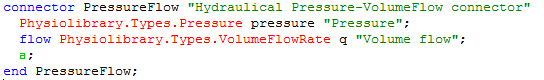 connector PressureFlow "Hydraulical Pressure-VolumeFlow connector"
Physiolibrary.Types.Pressure pressure "Pressure";
flow Physiolibrary.Types.VolumeFlowRate q "Volume flow";
a;
end PressureFlow;